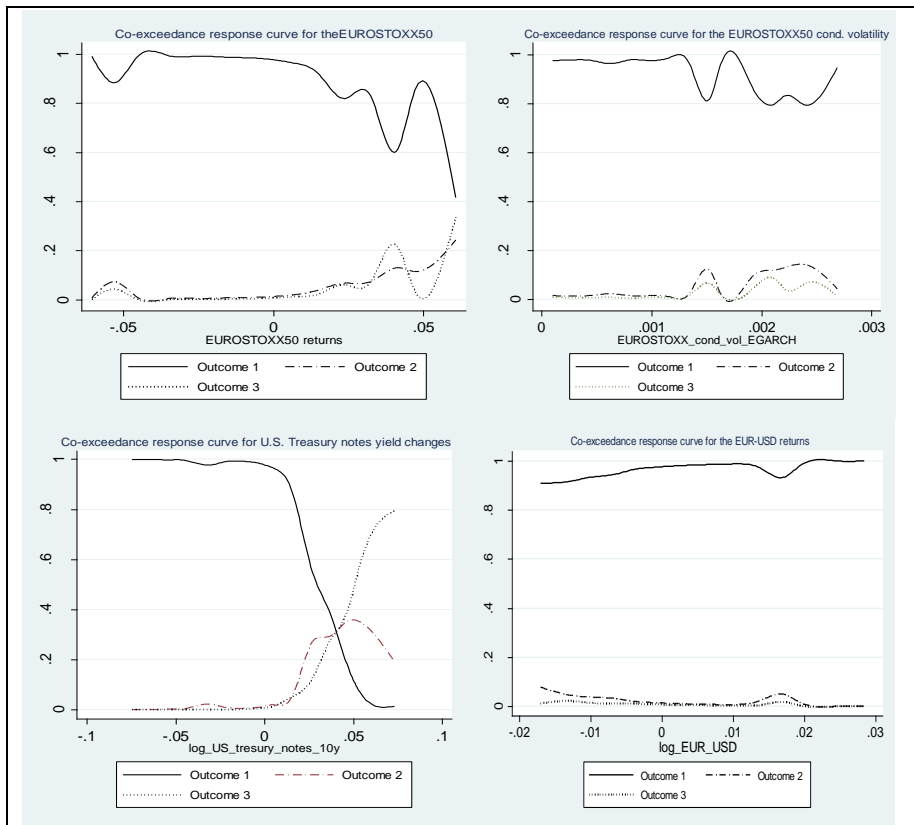 Co-exceedance response curve for theEUROSTOXX50
1
.8
.6
.4
.2
0
-.05
0
.05
EUROSTOXX50 returns
Outcome 1
Outcome 2
Outcome 3
Co-exceedance response curve for the EUROSTOXX50 cond. volatility
1
.8
.6
.4
.2
0
0
.001
.002
.003
EUROSTOXX_cond_vol_EGARCH
Outcome 1
Outcome 2
Outcome 3
Co-exceedance response curve for U.S. Treasury notes yield changes
1
.8
.6
.4
.2
0
-.1
-.05
0
.05
.1
log_US_tresury_notes_10y
Outcome 1
Outcome 2
Outcome 3
Co-exceedance response curve for the EUR-USD returns
1
.8
.6
.4
.2
0
-.02
-.01
0
.01
.02
.03
log_EUR_USD
Outcome 1
Outcome 2
Outcome 3